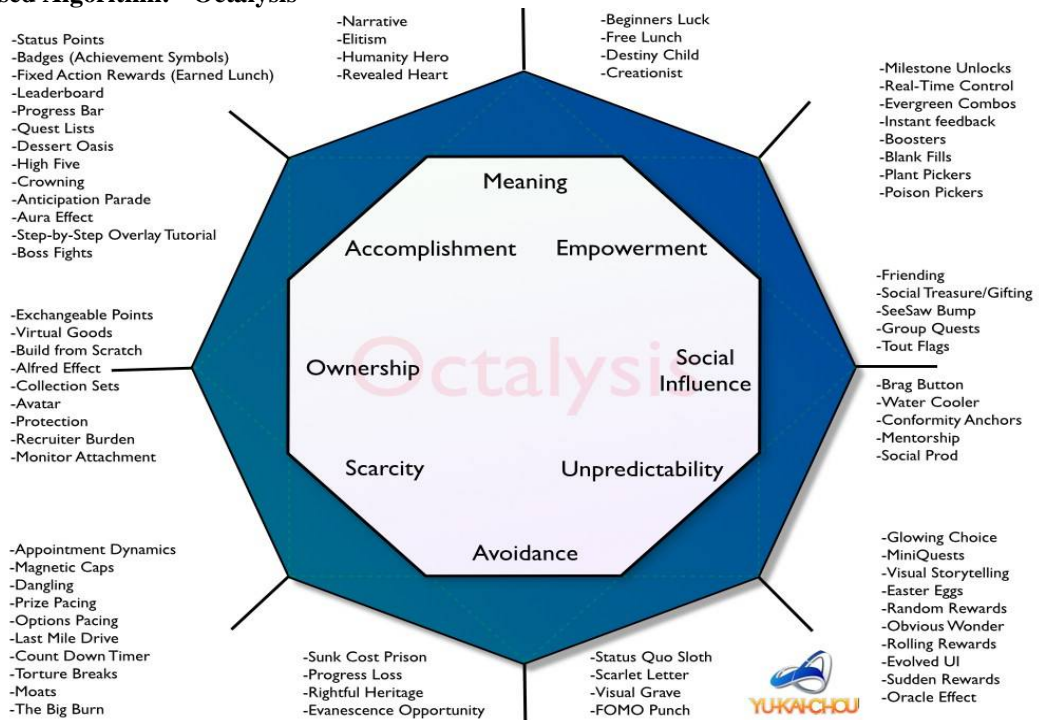 sed Algorithm: "Octalysis"
-Narrative
-Elitism
-Humanity Hero
-Revealed Heart
-Beginners Luck
-Free Lunch
-Destiny Child
-Creationist
-Status Points
-Badges (Achievement Symbols)
-Fixed Action Rewards (Earned Lunch)
-Leaderboard
-Progress Bar
-Quest Lists
-Dessert Oasis
-High Five
-Crowning
-Anticipation Parade
-Aura Effect
-Step-by-Step Overlay Tutorial
-Boss Fights
-Milestone Unlocks
-Real-Time Control
-Evergreen Combos
-Instant feedback
-Boosters
-Blank Fills
-Plant Pickers
-Poison Pickers
Meaning
Accomplishment
Empowerment
Ownership
Octalysis
Social
Influence
Scarcity
Unpredictability
Avoidance
-Exchangeable Points
-Virtual Goods
-Build from Scratch
-Alfred Effect
-Collection Sets
-Avatar
-Protection
-Recruiter Burden
-Monitor Attachment
-Friending
-Social Treasure/Gifting
-SeeSaw Bump
-Group Quests
-Tout Flags
-Brag Button
-Water Cooler
-Conformity Anchors
-Mentorship
-Social Prod
-Appointment Dynamics
-Magnetic Caps
-Dangling
-Prize Pacing
-Options Pacing
-Last Mile Drive
-Count Down Timer
-Torture Breaks
-Moats
-The Big Burn
-Sunk Cost Prison
-Progress Loss
-Rightful Heritage
-Evanescence Opportunity
-Status Quo Sloth
-Scarlet Letter
-Visual Grave
-FOMO Punch
YU-KAI-CHOU
-Glowing Choice
-MiniQuests
-Visual Storytelling
-Easter Eggs
-Random Rewards
-Obvious Wonder
-Rolling Rewards
-Evolved UI
-Sudden Rewards
-Oracle Effect